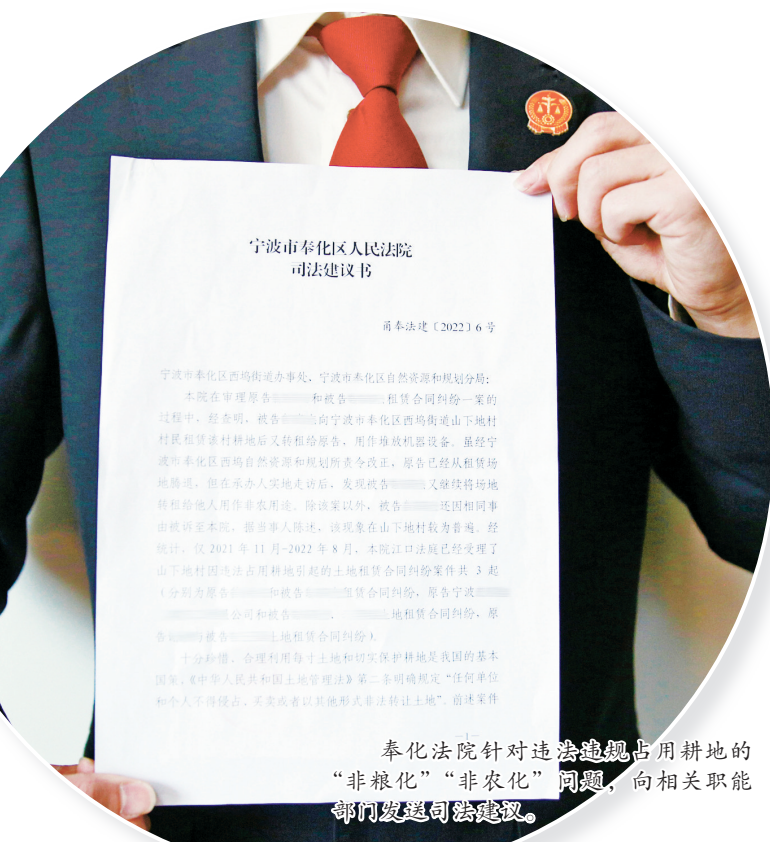 宁波市奉化区人民法院
司法建议书
甬奉法建〔2022〕6号
宁波市奉化区西坞街道办事处、宁波市奉化区自然资源和规划分局：
本院在审理原告 和被告 租赁合同纠纷一案的
过程中，经查明，被告 向宁波市奉化区西坞街道山下地村
村民租赁该村耕地后又转租给原告，用作堆放机器设备。虽经宁
波市奉化区西坞自然资源和规划所责令改正，原告已经从租赁场
地腾退，但在承办人实地走访后，发现被告 又继续将场地
转租给他人用作非农用途。除该案以外，被告 还因相同事
由被诉至本院，据当事人陈述，该现象在山下地村较为普遍。经
统计，仅2021年11月-2022年8月，本院江口法庭已经受理了
山下地村因违法占用耕地引起的土地租赁合同纠纷案件共3起
（分别为原告 和被告 租赁合同纠纷，原告宁波
公司和被告 、 土地租赁合同纠纷，原
告 与被告 土地租赁合同纠纷）。
十分珍惜、合理利用每寸土地和切实保护耕地是我国的基本
国策，《中华人民共和国土地管理法》第二条明确规定“任何单位
和个人不得侵占、买卖或者以其他形式非法转让土地”。前述案件
—1—
奉化法院针对违法违规占用耕地的
“非粮化”“非农化”问题，向相关职能
部门发送司法建议。